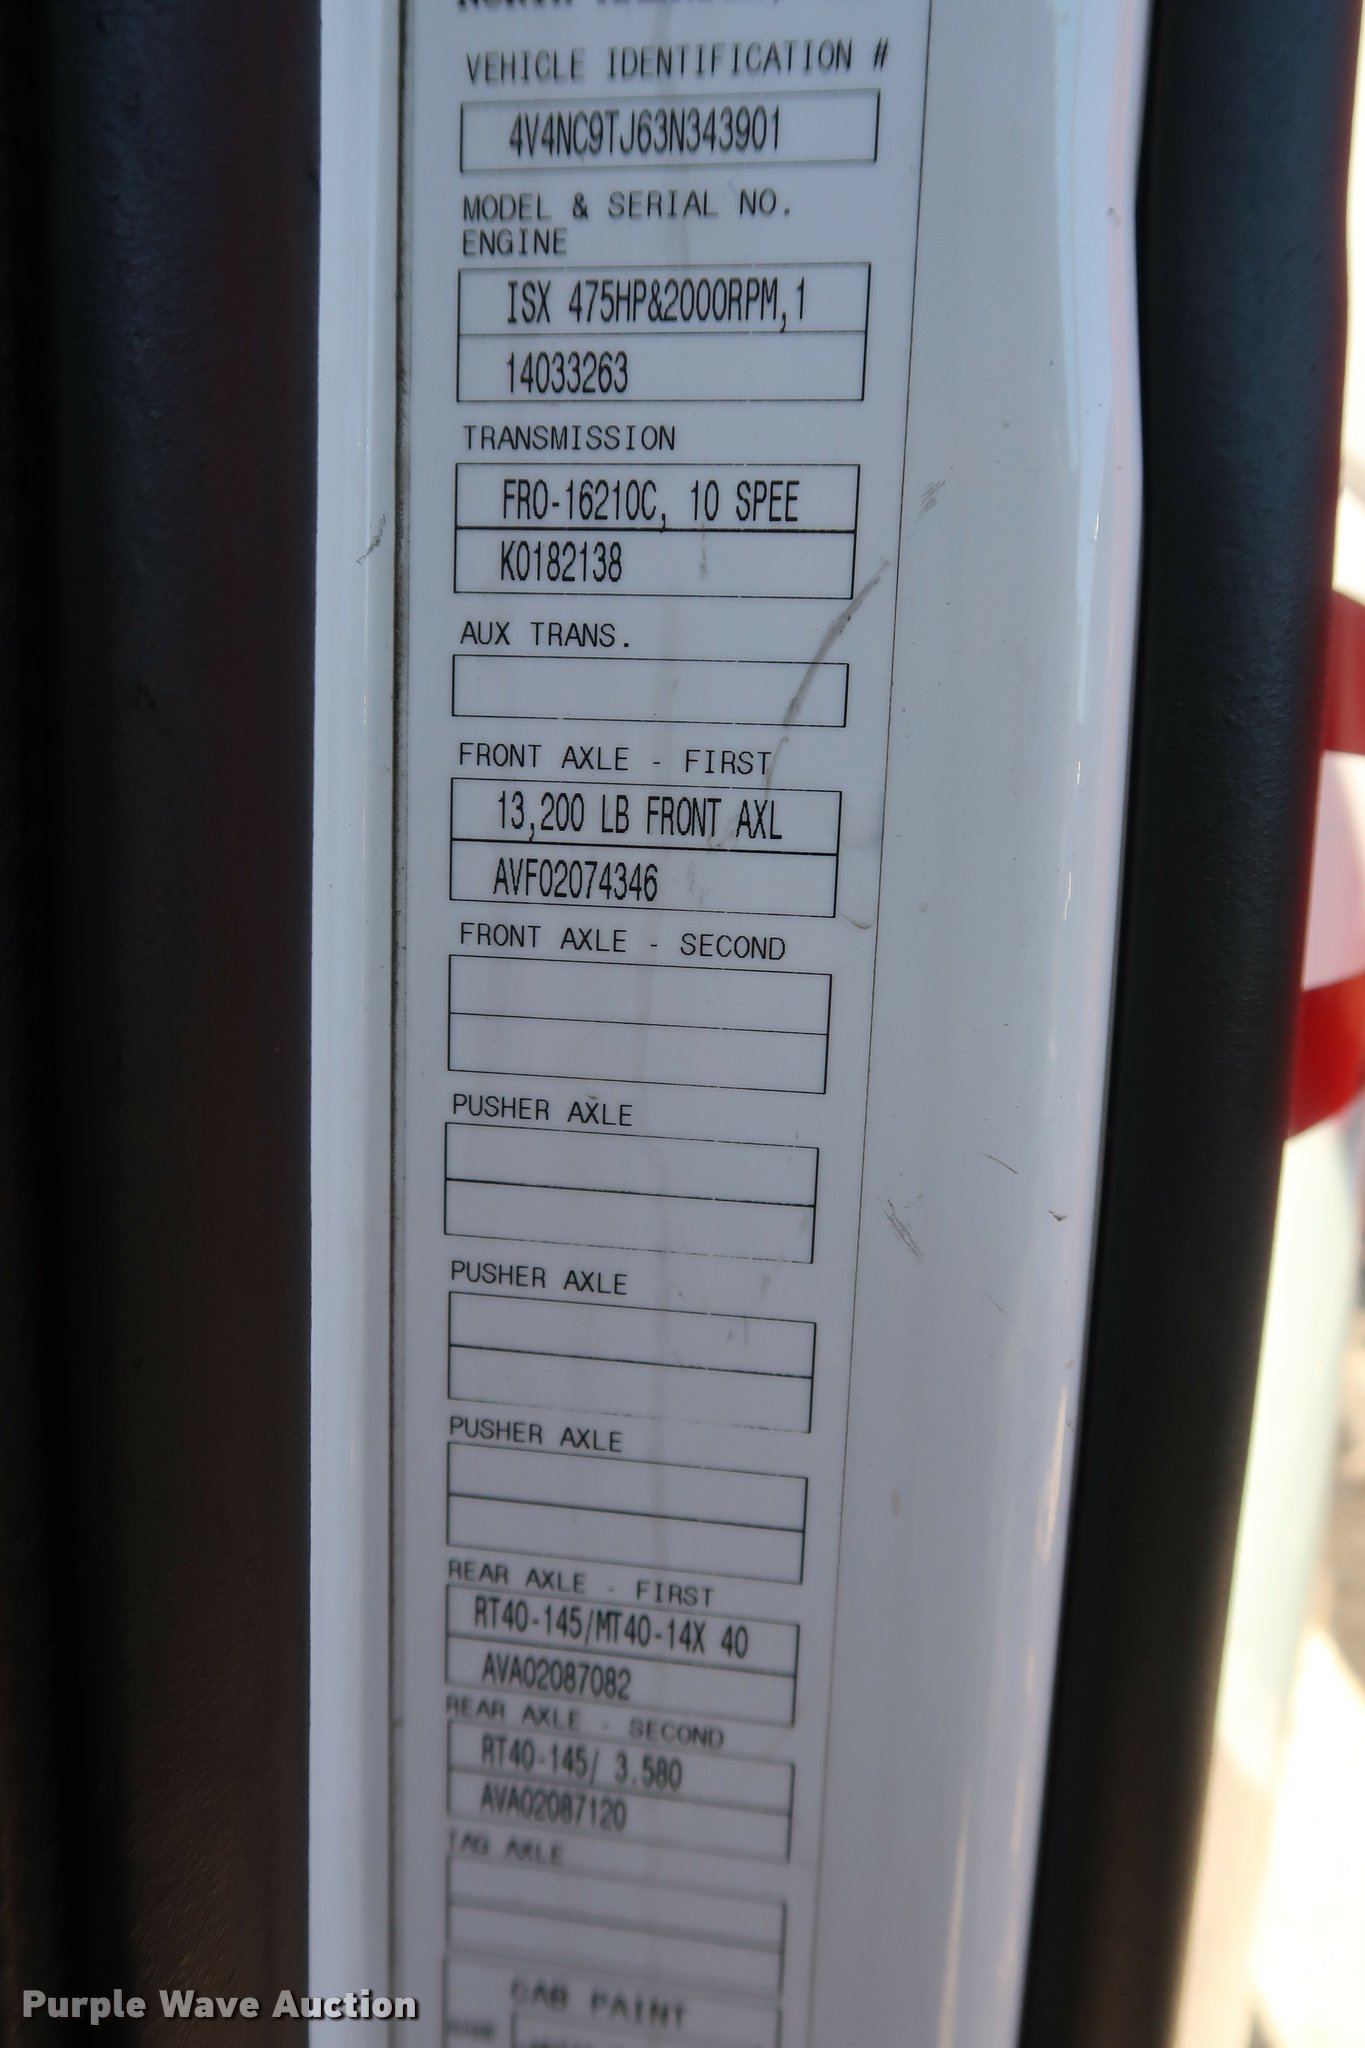 VEHICLE IDENTIFICATION #
4V4NC9TJ63N343901
MODEL & SERIAL NO.
ENGINE
ISX 475HP&2000RPM,1
14033263
TRANSMISSION
FRO-16210C, 10 SPEE
K0182138
AUX TRANS.
FRONT AXLE - FIRST
13,200 LB FRONT AXL
AVF02074346
FRONT AXLE - SECOND
PUSHER AXLE
PUSHER AXLE
PUSHER AXLE
REAR AXLE - FIRST
RT40-145/MT40-14X 40
AVA02087082
REAR AXLE - SECOND
RT40-145/ 3.580
AVA02087120
TAG AXLE
CAB PAINT
Purple Wave Auction